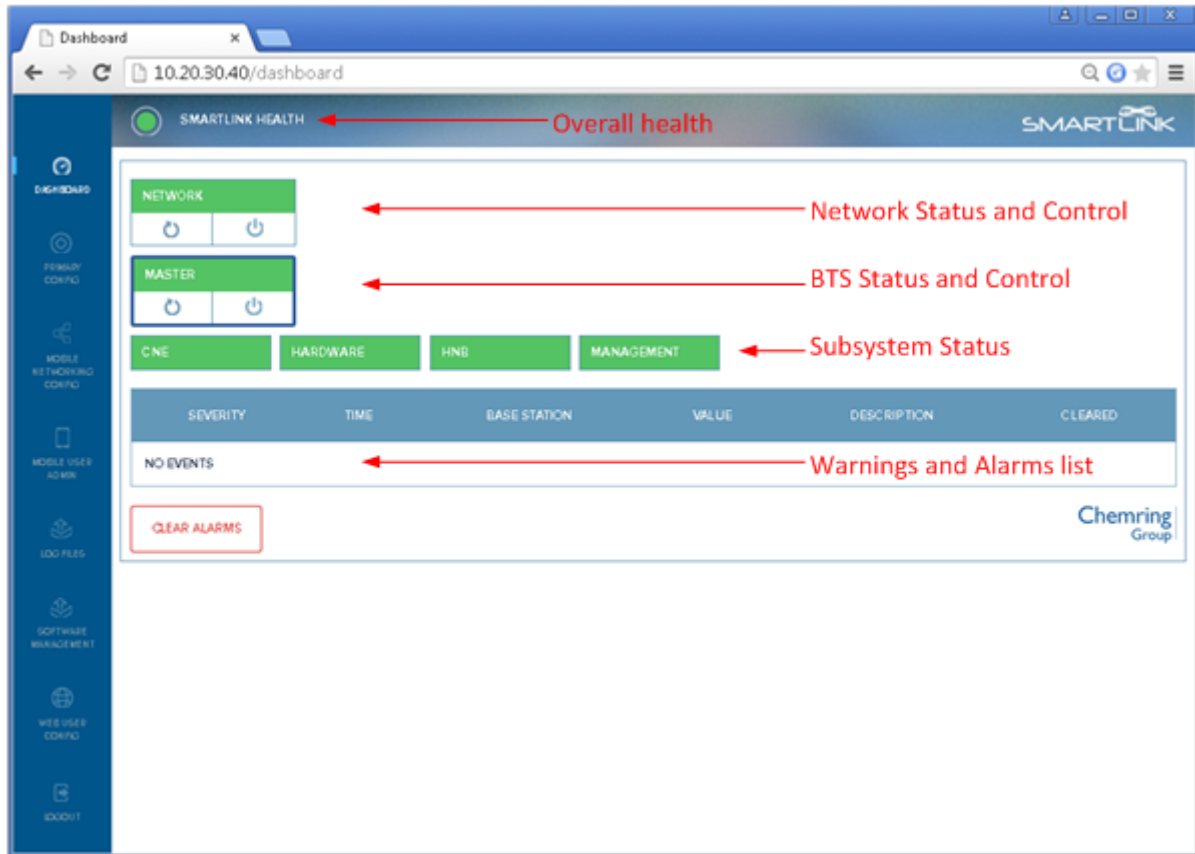 Dashboard
10.20.30.40/dashboard
SMARTLINK HEALTH
Overall health
SMARTLINK
DASHBOARD
NETWORK
Network Status and Control
PRIMARY
CONFIG
MASTER
BTS Status and Control
MOBILE
NETWORKING
CONFIG
CNE
HARDWARE
HNB
MANAGEMENT
Subsystem Status
SEVERITY
TIME
BASE STATION
VALUE
DESCRIPTION
CLEARED
MOBILE USER
ADMIN
NO EVENTS
Warnings and Alarms list
LOG FILES
CLEAR ALARMS
Chemring
Group
SOFTWARE
MANAGEMENT
WEB USER
CONFIG
LOGOUT